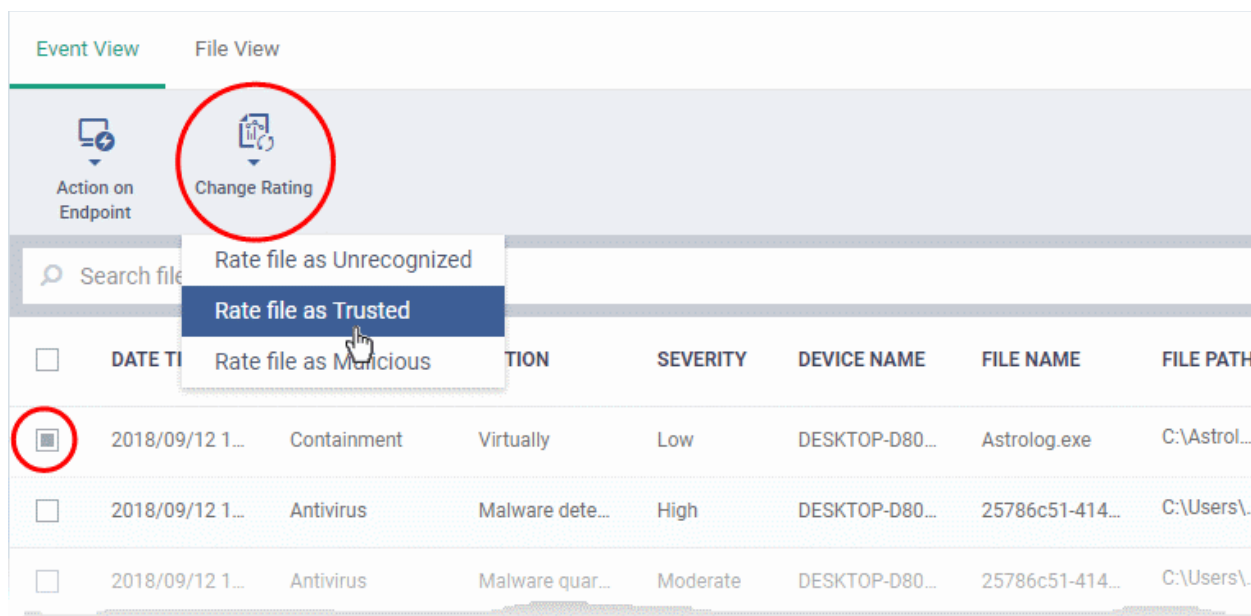 Event View File View
Action on Endpoint
Change Rating
Rate file as Unrecognized
Search file
Rate file as Trusted
Rate file as Malicious
DATE TI TION SEVERITY DEVICE NAME FILE NAME FILE PATH
2018/09/12 1... Containment Virtually Low DESKTOP-D80... Astrolog.exe C:\Astrol...
2018/09/12 1... Antivirus Malware dete... High DESKTOP-D80... 25786c51-414... C:\Users\..
2018/09/12 1... Antivirus Malware quar... Moderate DESKTOP-D80... 25786c51-414... C:\Users\..